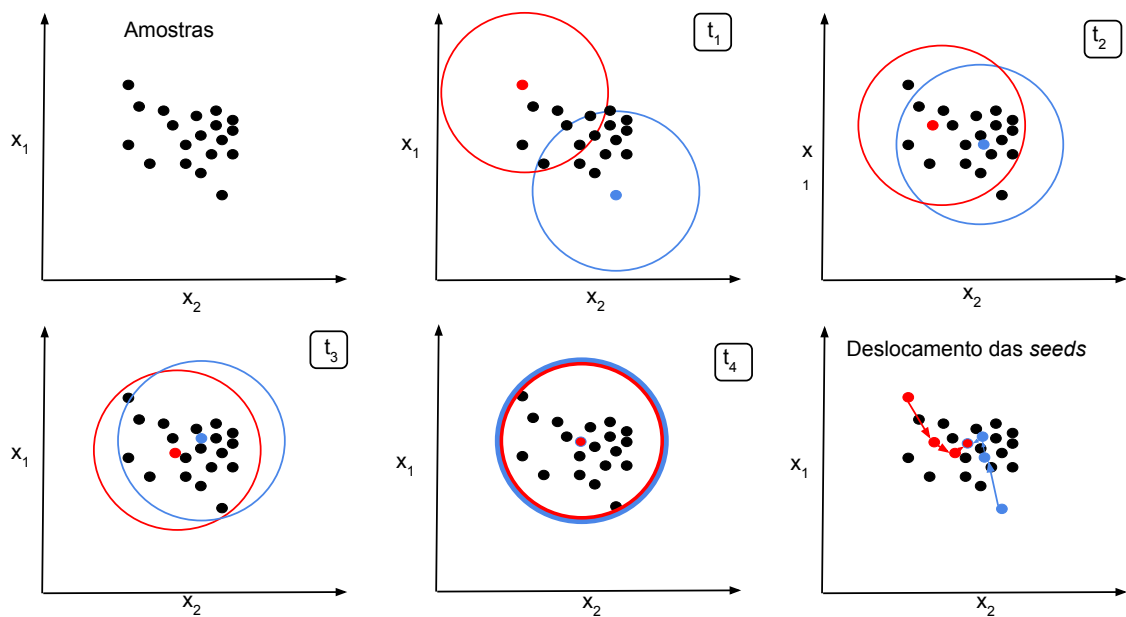 Amostras
x1
x2
t1
x1
x2
t2
x
1
x2
t3
x1
x2
t4
x1
x2
Deslocamento das seeds
x1
x2